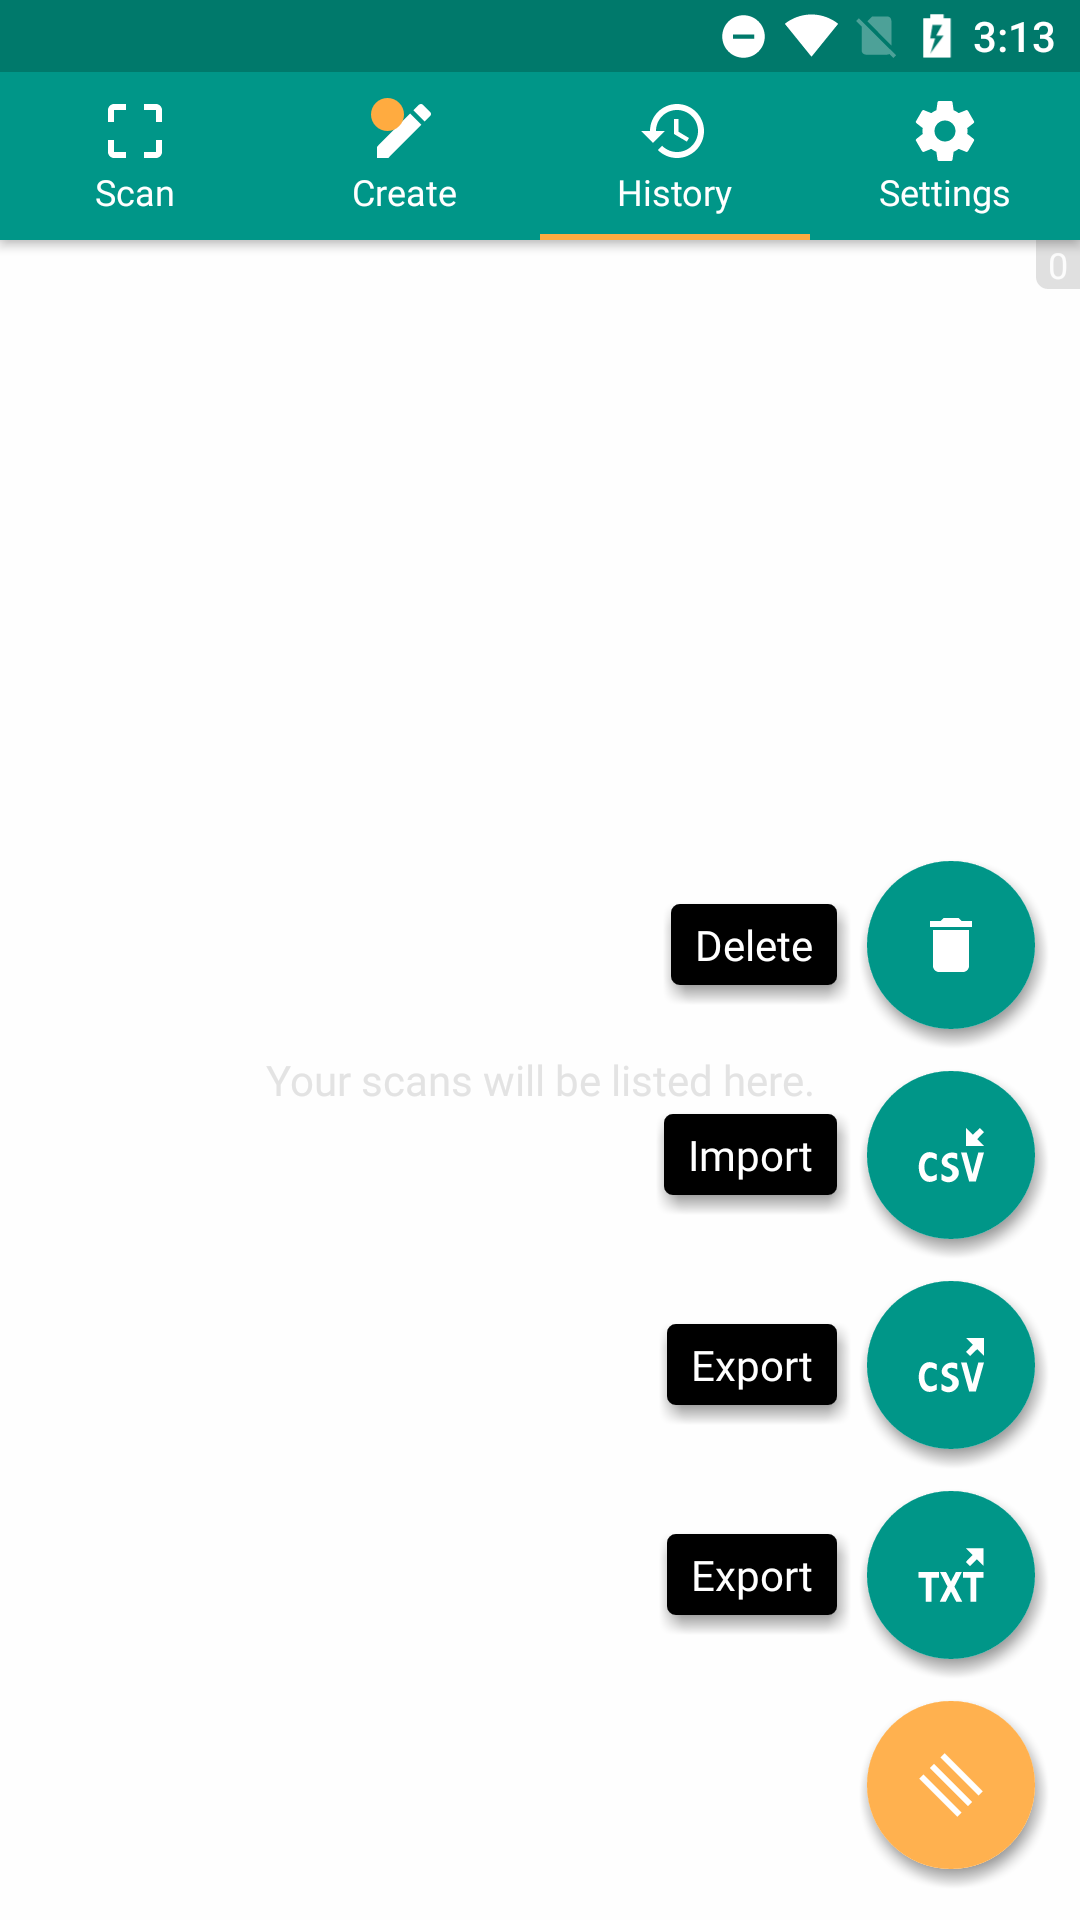 3:13
Scan
Create
History
Settings
0
Delete
Your scans will be listed here.
Import
CSV
Export
CSV
Export
TXT